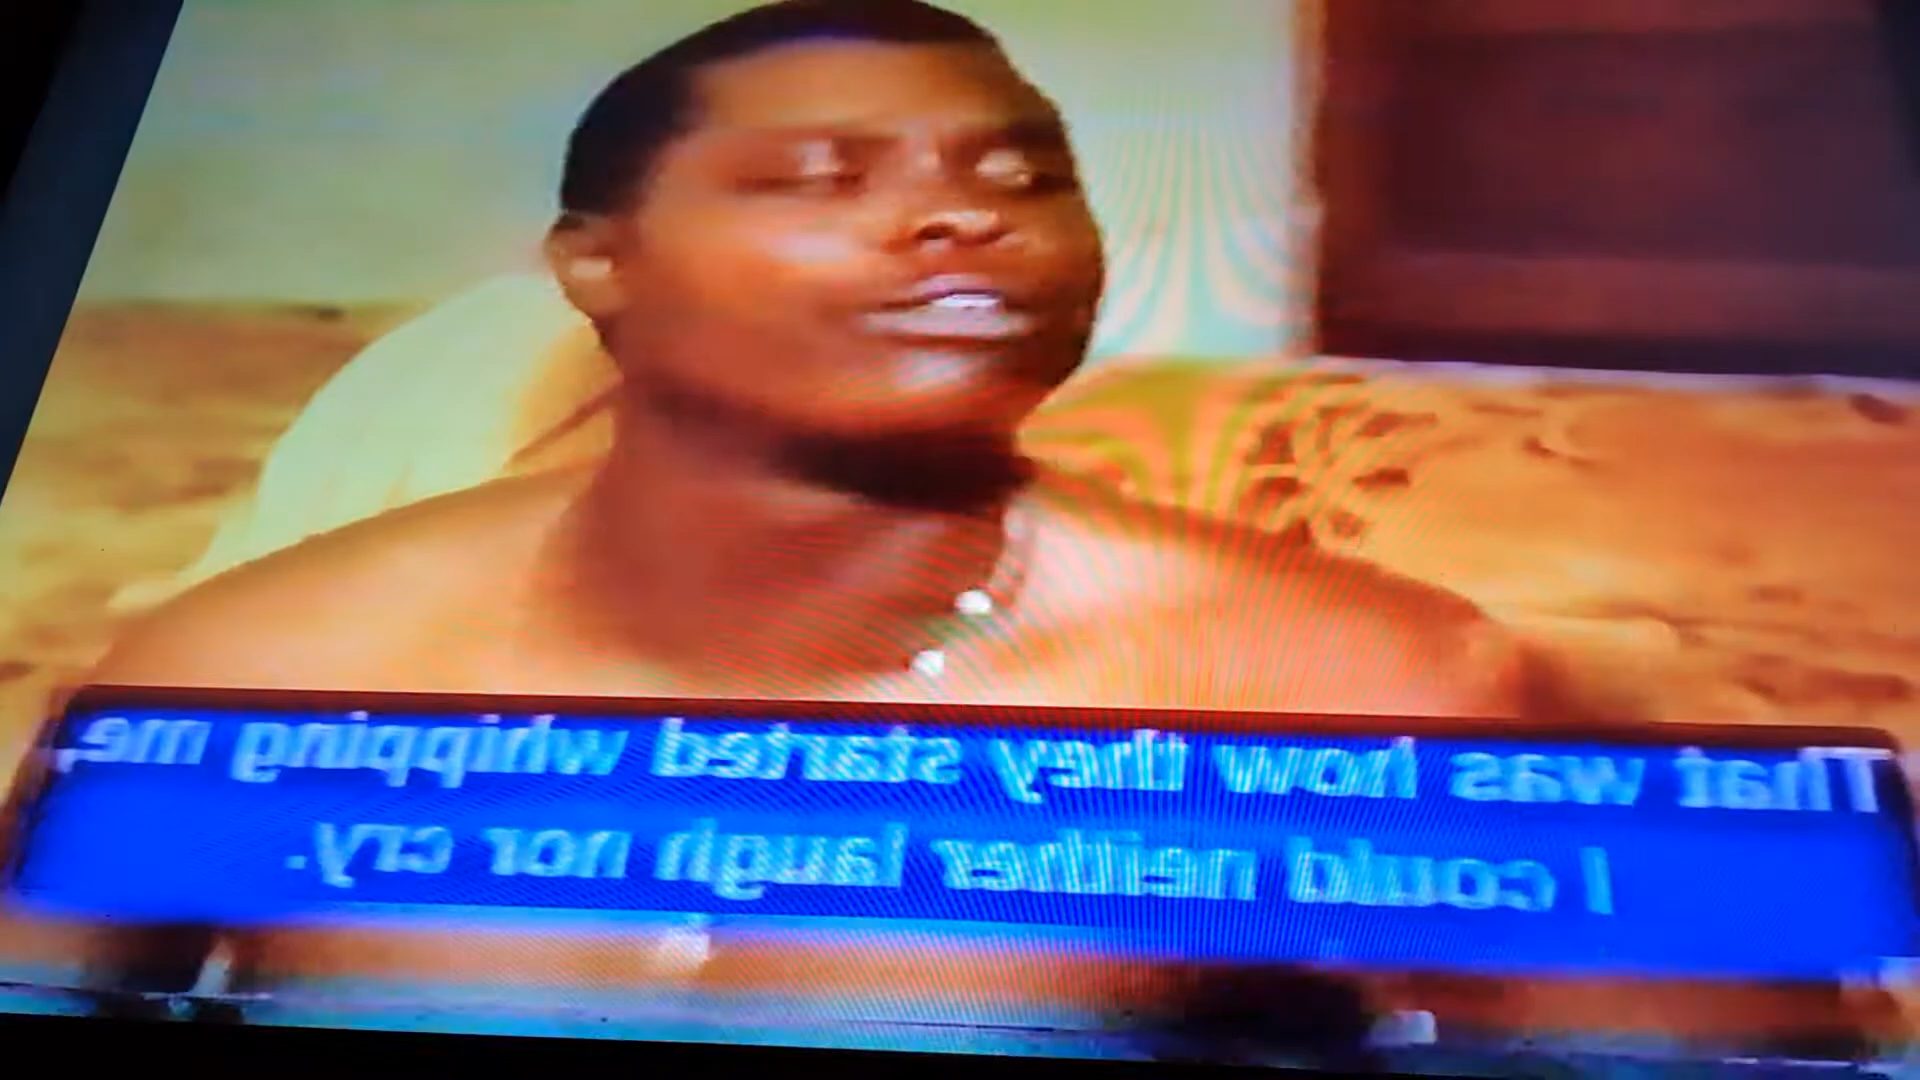 That was how they started whipping me,
I could neither laugh nor cry.